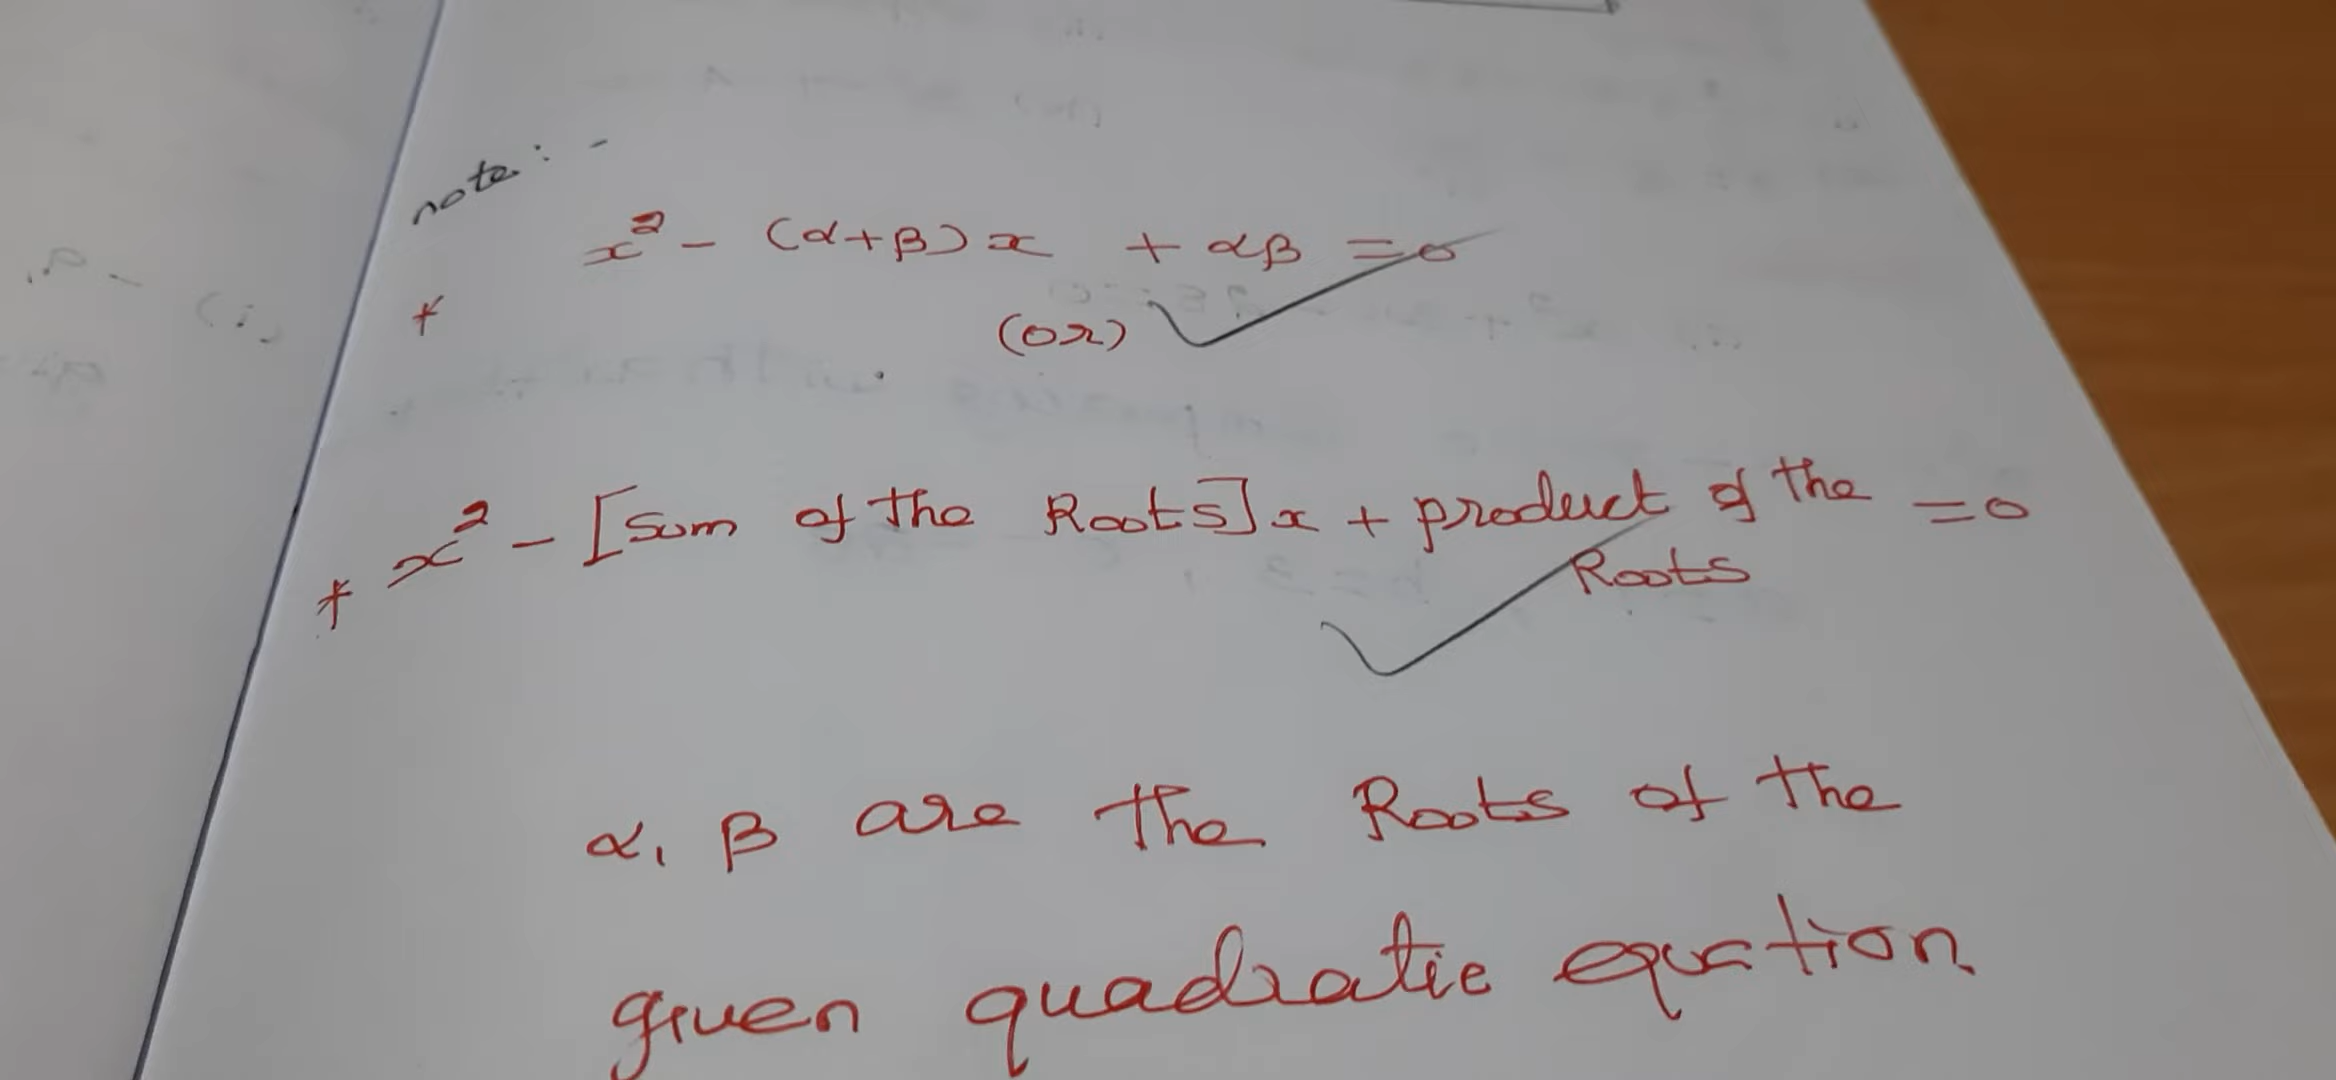 note: -
x² - (α+β)x + αβ = 0
*
(or)
* x² - [Sum of the Roots]x + product of the = 0
Roots
α, β are the Roots of the
given quadratic equation